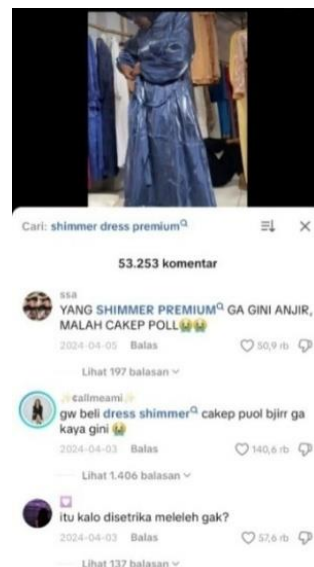 Cari: shimmer dress premium
53.253 komentar
ssa
YANG SHIMMER PREMIUM GA GINI ANJIR,
MALAH CAKEP POLL😭😭
2024-04-05 Balas 50,9 rb
Lihat 197 balasan
✨callmeami✨
gw beli dress shimmer cakep puol bjirr ga
kaya gini 😭
2024-04-03 Balas 140,6 rb
Lihat 1.406 balasan
💟
itu kalo disetrika meleleh gak?
2024-04-03 Balas 57,6 rb
Lihat 137 balasan